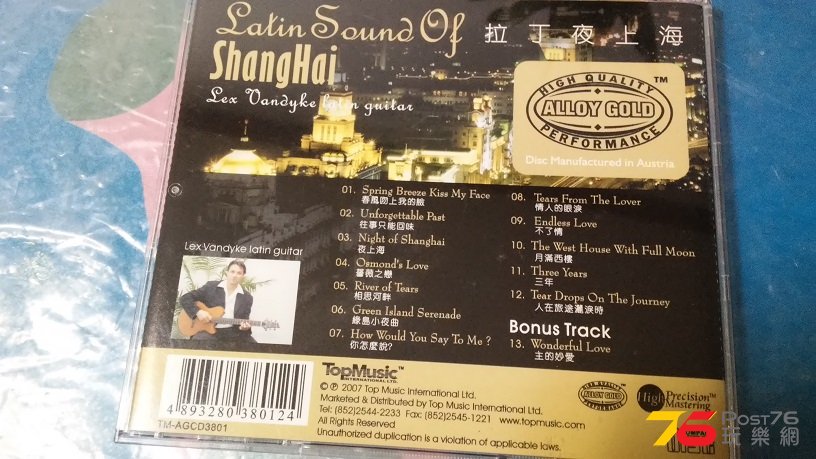 Latin Sound Of
拉丁夜上海
ShangHai
Lex Vandyke latin guitar
HIGH QUALITY
TM
ALLOY GOLD
PERFORMANCE
Disc Manufactured in Austria
01. Spring Breeze Kiss My Face
春風吻上我的臉
02. Unforgettable Past
往事只能回味
03. Night of Shanghai
夜上海
04. Osmond's Love
薔薇之戀
05. River of Tears
相思河畔
06. Green Island Serenade
綠島小夜曲
07. How Would You Say To Me ?
你怎麼說?
08. Tears From The Lover
情人的眼淚
09. Endless Love
不了情
10. The West House With Full Moon
月滿西樓
11. Three Years
三年
12. Tear Drops On The Journey
人在旅途灑淚時
Bonus Track
13. Wonderful Love
主的妙愛
Lex Vandyke latin guitar
TopMusic
INTERNATIONAL LTD.
© ℗ 2007 Top Music International Ltd.
Marketed & Distributed by Top Music International Ltd.
Tel: (852)2544-2233 Fax: (852)2545-1221 www.topmusic.com
All Rights Reserved
Unauthorized duplication is a violation of applicable laws.
4 893280 380124
TM-AGCD3801
ALLOY GOLD
High Precision™
Mastering
76
Post76
玩樂網